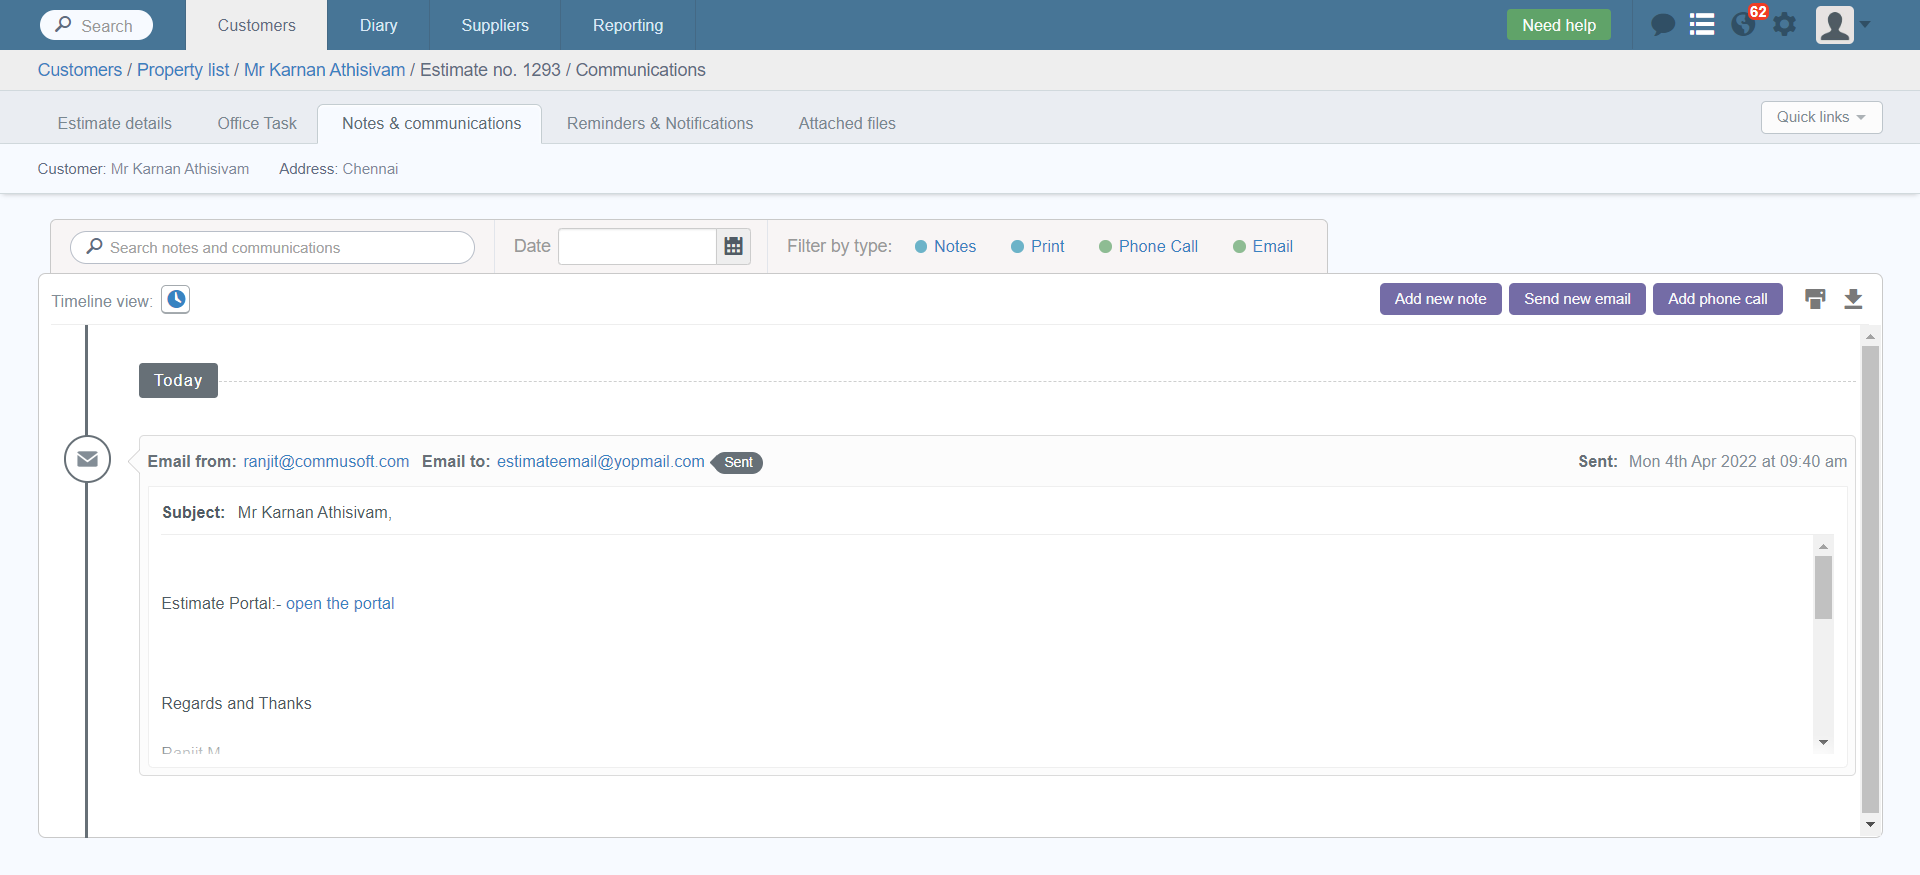 Search Customers Diary Suppliers Reporting Need help 62
Customers / Property list / Mr Karnan Athisivam / Estimate no. 1293 / Communications
Estimate details Office Task Notes & communications Reminders & Notifications Attached files Quick links
Customer: Mr Karnan Athisivam Address: Chennai
Search notes and communications Date Filter by type: Notes Print Phone Call Email
Timeline view: Add new note Send new email Add phone call
Today
Email from: ranjit@commusoft.com Email to: estimateemail@yopmail.com Sent Sent: Mon 4th Apr 2022 at 09:40 am
Subject: Mr Karnan Athisivam,
Estimate Portal:- open the portal
Regards and Thanks
Ranjit M